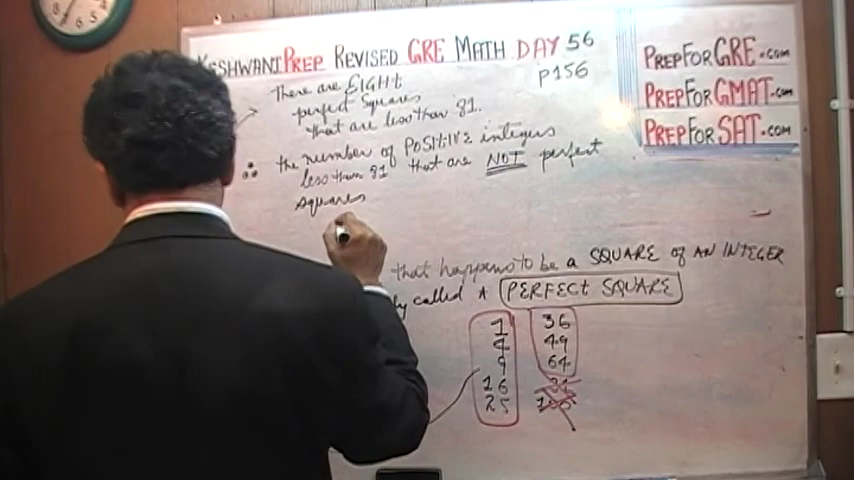 KESHWANI PREP REVISED GRE MATH DAY 56
p156
PREPFORGRE.COM
PREPFORGMAT.COM
PREPFORSAT.COM
There are EIGHT
perfect Squares
that are less than 81.
∴ the number of POSITIVE integers
less than 81 that are NOT perfect
squares
that happens to be a SQUARE of AN INTEGER
called A PERFECT SQUARE
1 36
4 49
9 64
16 81
25 100